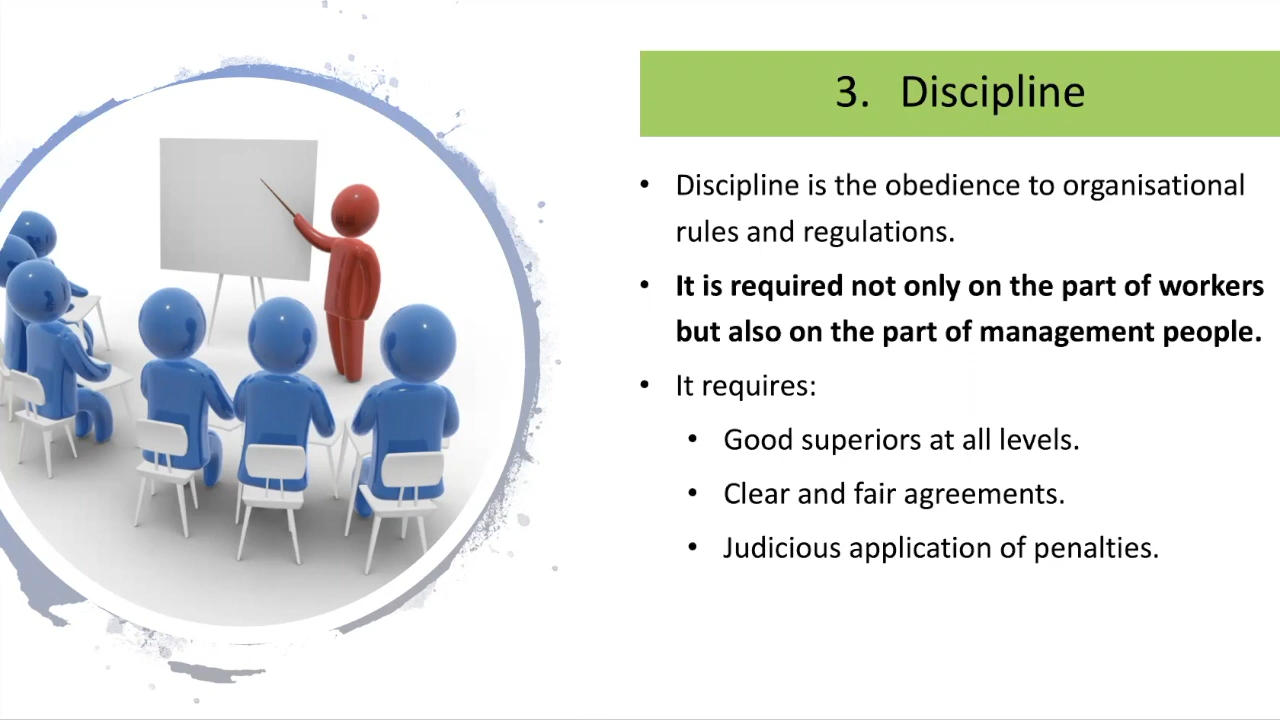 3. Discipline
• Discipline is the obedience to organisational
rules and regulations.
• It is required not only on the part of workers
but also on the part of management people.
• It requires:
• Good superiors at all levels.
• Clear and fair agreements.
• Judicious application of penalties.